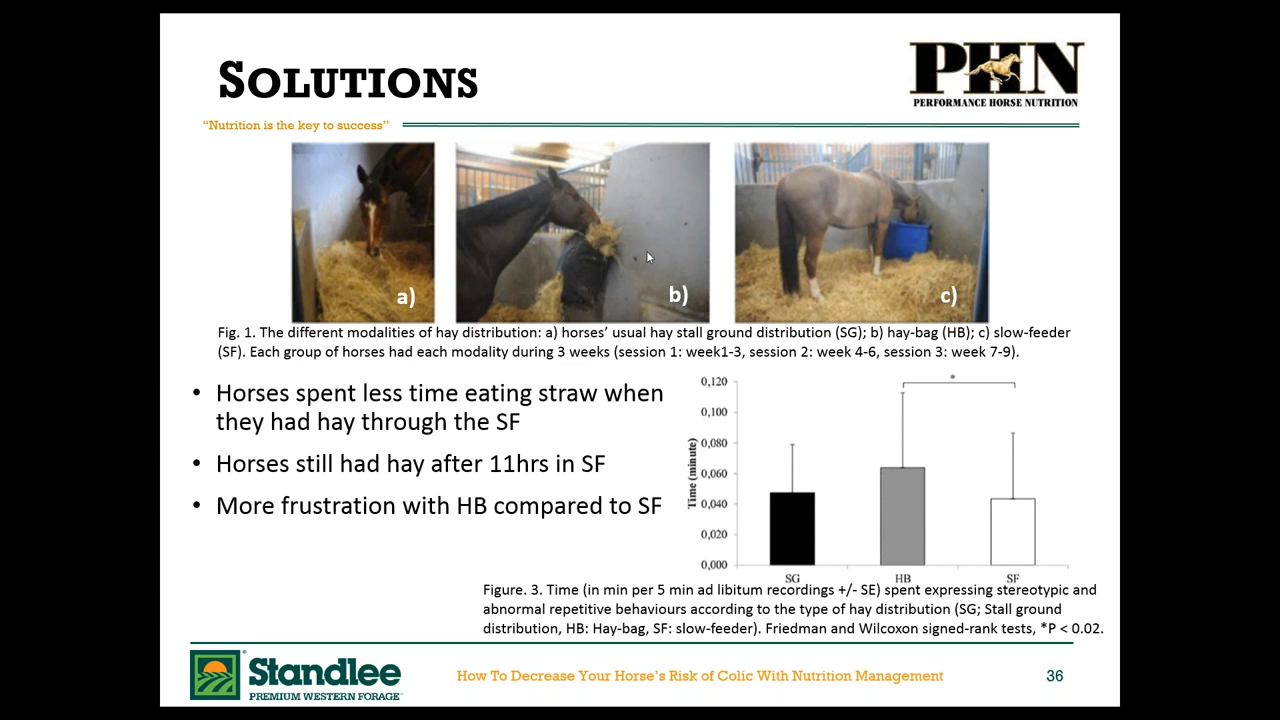 SOLUTIONS
PHN
PERFORMANCE HORSE NUTRITION
“Nutrition is the key to success”
a)
b)
c)
Fig. 1. The different modalities of hay distribution: a) horses’ usual hay stall ground distribution (SG); b) hay-bag (HB); c) slow-feeder
(SF). Each group of horses had each modality during 3 weeks (session 1: week1-3, session 2: week 4-6, session 3: week 7-9).
• Horses spent less time eating straw when
they had hay through the SF
• Horses still had hay after 11hrs in SF
• More frustration with HB compared to SF
Time (minute)
0,120
0,100
0,080
0,060
0,040
0,020
0,000
*
SG
HB
SF
Figure. 3. Time (in min per 5 min ad libitum recordings +/- SE) spent expressing stereotypic and
abnormal repetitive behaviours according to the type of hay distribution (SG; Stall ground
distribution, HB: Hay-bag, SF: slow-feeder). Friedman and Wilcoxon signed-rank tests, *P < 0.02.
Standlee
PREMIUM WESTERN FORAGE
How To Decrease Your Horse’s Risk of Colic With Nutrition Management
36